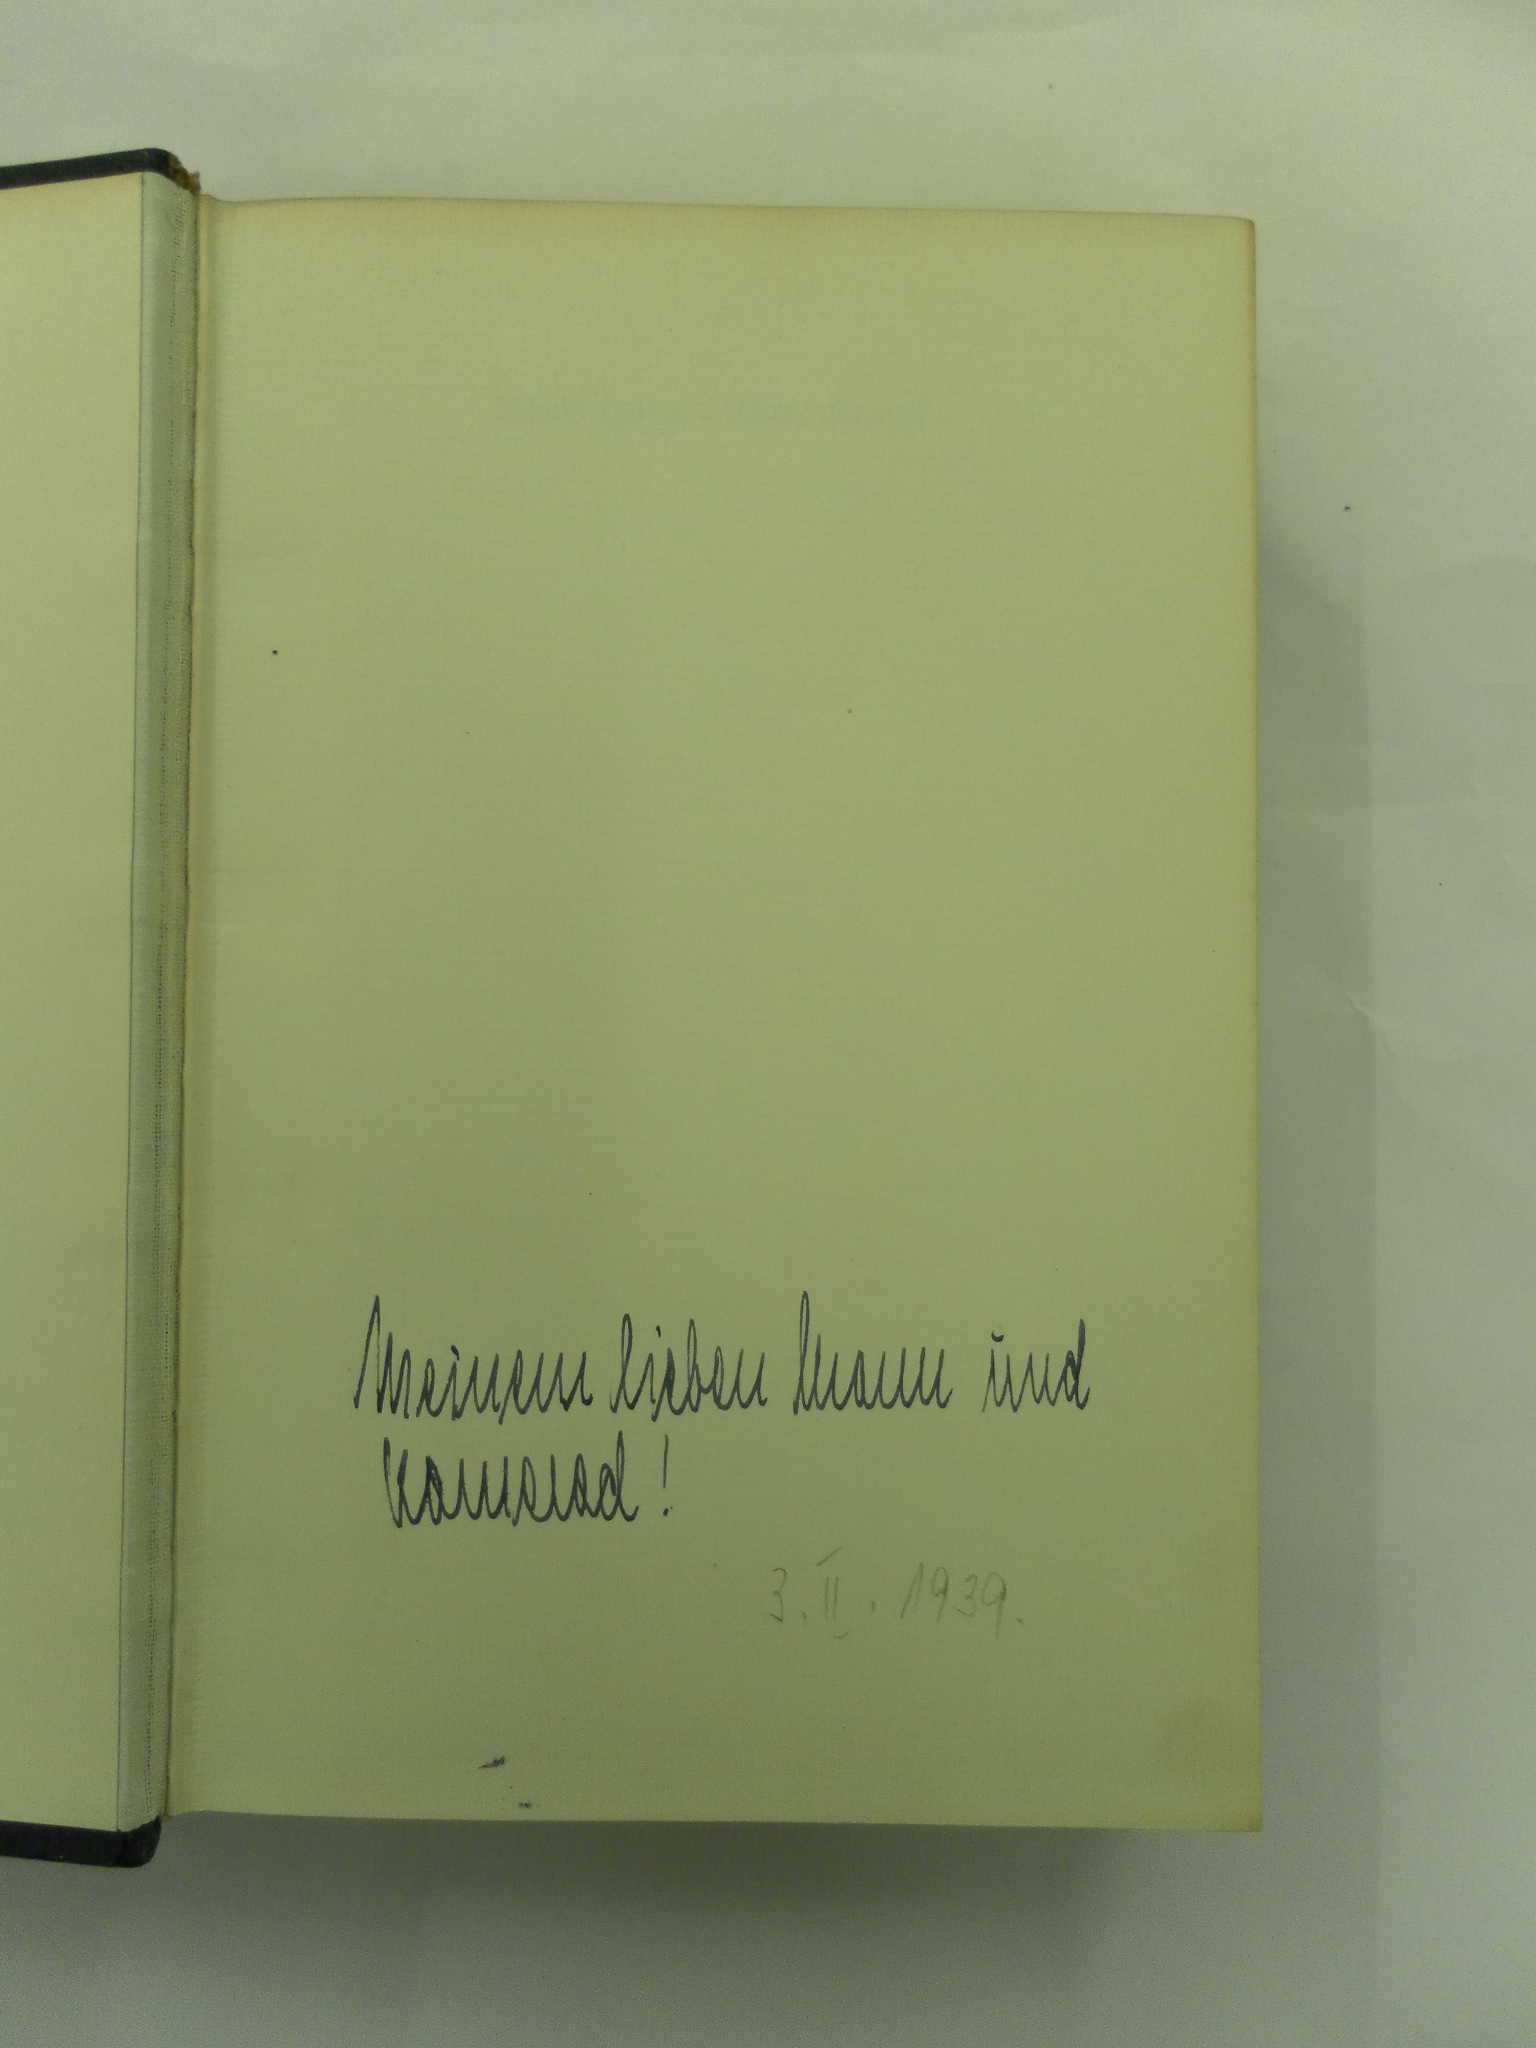 Meinem lieben Mann und
Kamerad!
3. II. 1939.